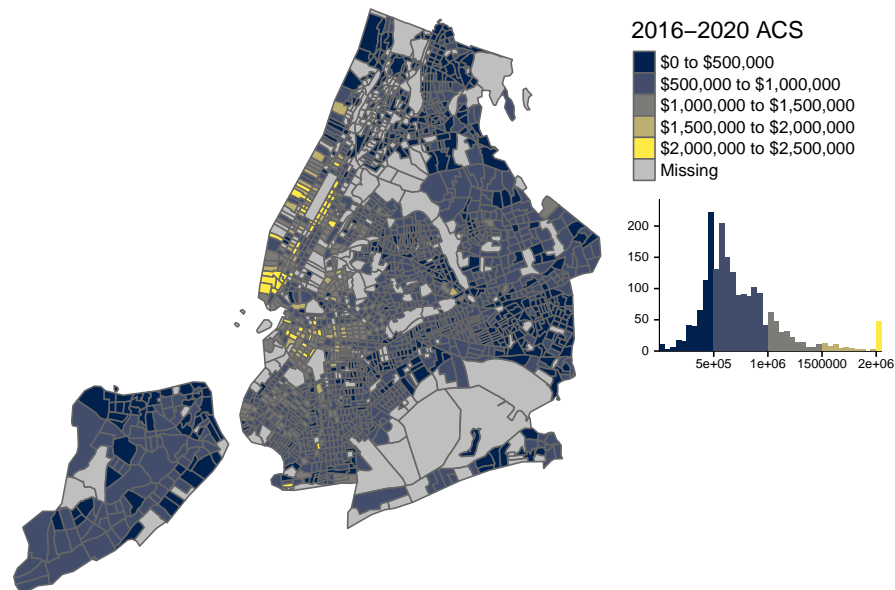 2016–2020 ACS
$0 to $500,000
$500,000 to $1,000,000
$1,000,000 to $1,500,000
$1,500,000 to $2,000,000
$2,000,000 to $2,500,000
Missing
200
150
100
50
0
5e+05 1e+06 1500000 2e+06